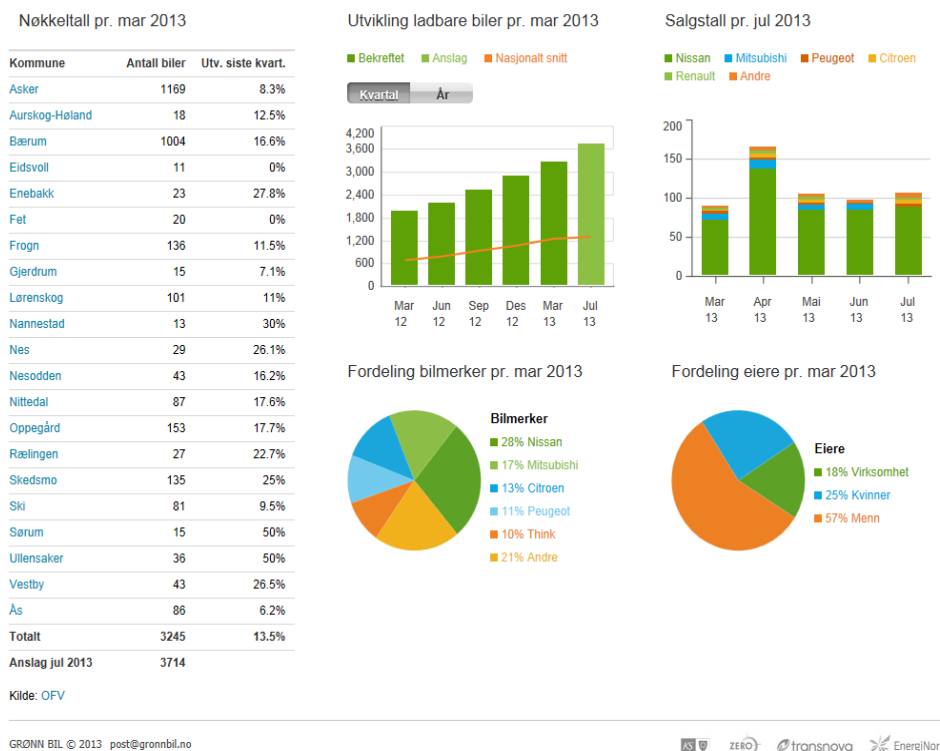 Nøkkeltall pr. mar 2013
Kommune Antall biler Utv. siste kvart.
Asker 1169 8.3%
Aurskog-Høland 18 12.5%
Bærum 1004 16.6%
Eidsvoll 11 0%
Enebakk 23 27.8%
Fet 20 0%
Frogn 136 11.5%
Gjerdrum 15 7.1%
Lørenskog 101 11%
Nannestad 13 30%
Nes 29 26.1%
Nesodden 43 16.2%
Nittedal 87 17.6%
Oppegård 153 17.7%
Rælingen 27 22.7%
Skedsmo 135 25%
Ski 81 9.5%
Sørum 15 50%
Ullensaker 36 50%
Vestby 43 26.5%
Ås 86 6.2%
Totalt 3245 13.5%
Anslag jul 2013 3714
Kilde: OFV
Utvikling ladbare biler pr. mar 2013
Bekreftet Anslag Nasjonalt snitt
Kvartal År
4,200
3,600
3,000
2,400
1,800
1,200
600
0
Mar Jun Sep Des Mar Jul
12 12 12 12 13 13
Salgstall pr. jul 2013
Nissan Mitsubishi Peugeot Citroen
Renault Andre
200
150
100
50
0
Mar Apr Mai Jun Jul
13 13 13 13 13
Fordeling bilmerker pr. mar 2013
Bilmerker
28% Nissan
17% Mitsubishi
13% Citroen
11% Peugeot
10% Think
21% Andre
Fordeling eiere pr. mar 2013
Eiere
18% Virksomhet
25% Kvinner
57% Menn
GRØNN BIL © 2013 post@gronnbil.no
KS ZERO transnova EnergiNor